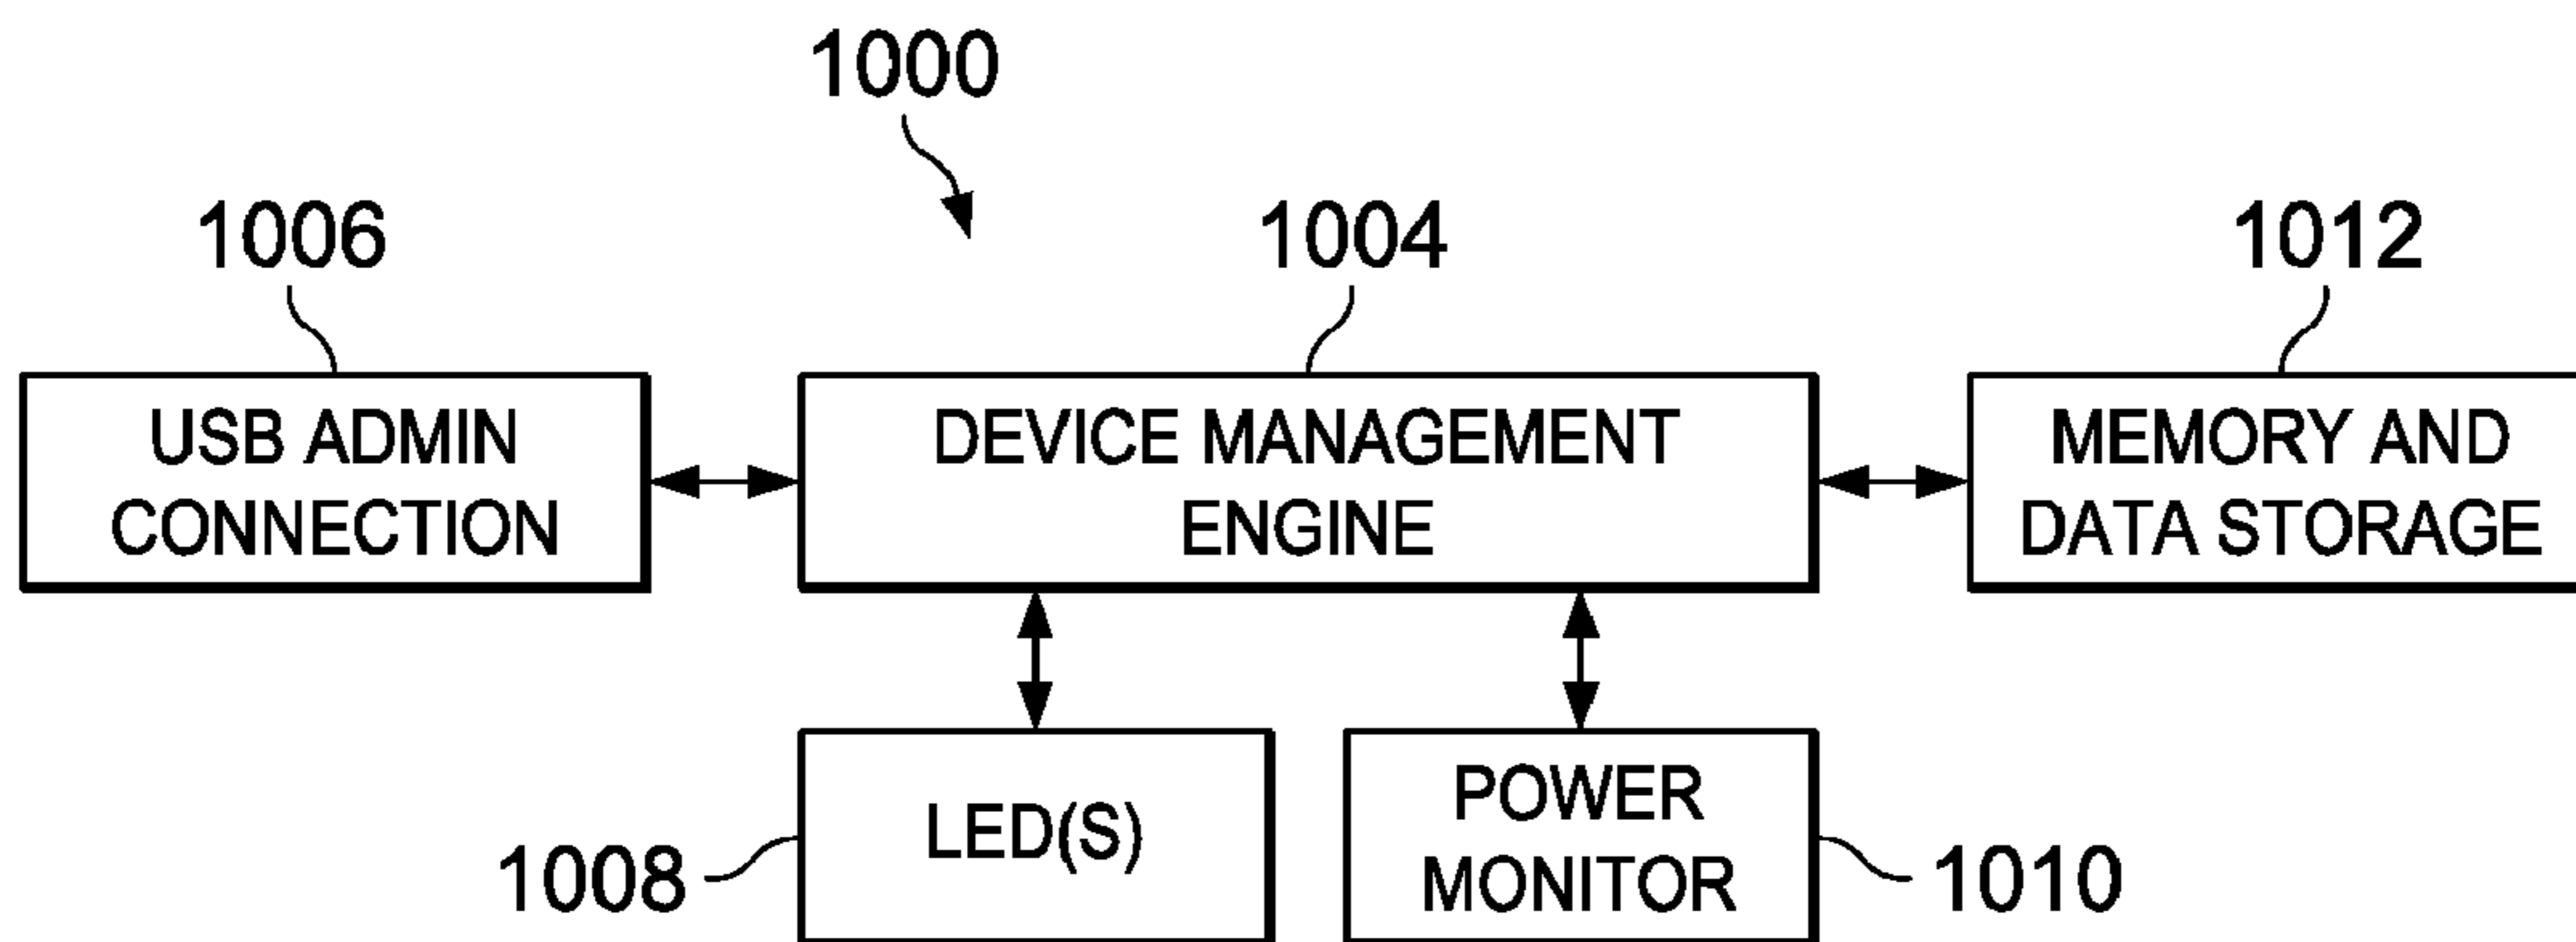 1000
1006
1004
1012
USB ADMIN
CONNECTION
DEVICE MANAGEMENT
ENGINE
MEMORY AND
DATA STORAGE
LED(S)
POWER
MONITOR
1008
1010